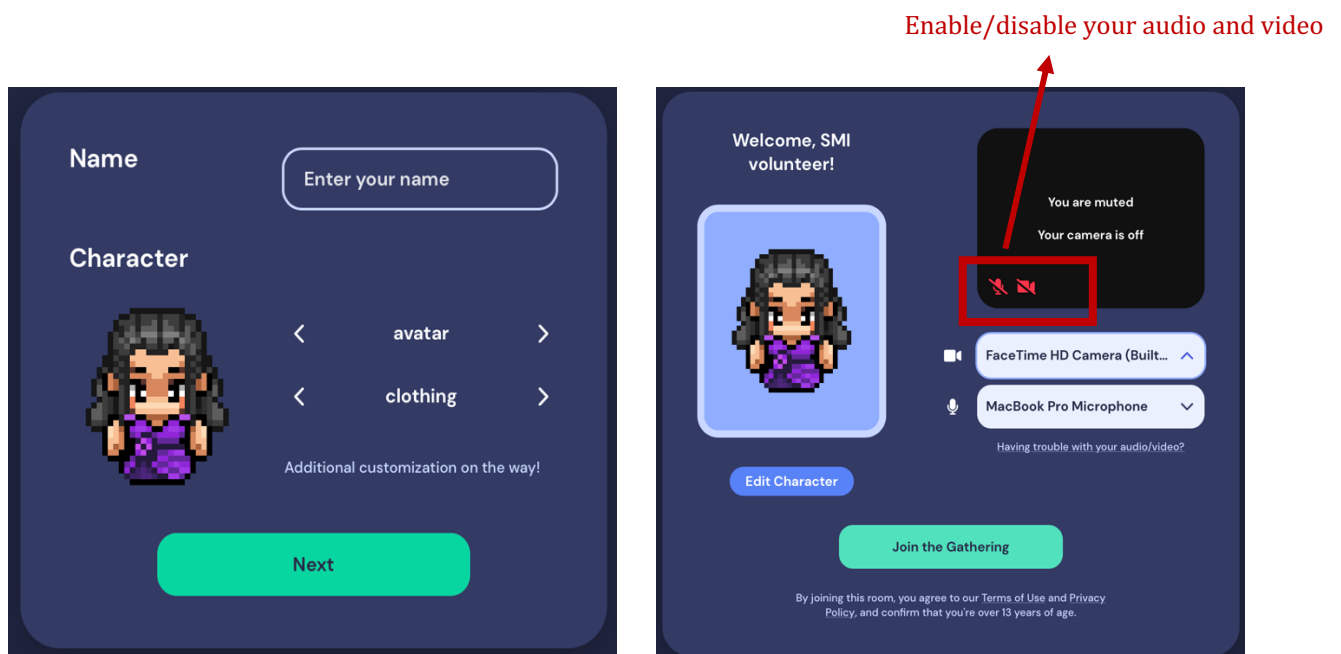 Enable/disable your audio and video
Name
Enter your name
Character
avatar
clothing
Additional customization on the way!
Next
Welcome, SMI
volunteer!
You are muted
Your camera is off
FaceTime HD Camera (Built...
MacBook Pro Microphone
Having trouble with your audio/video?
Edit Character
Join the Gathering
By joining this room, you agree to our Terms of Use and Privacy
Policy, and confirm that you're over 13 years of age.